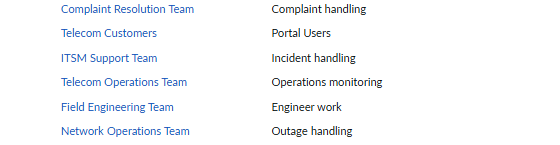 Complaint Resolution Team Complaint handling
Telecom Customers Portal Users
ITSM Support Team Incident handling
Telecom Operations Team Operations monitoring
Field Engineering Team Engineer work
Network Operations Team Outage handling